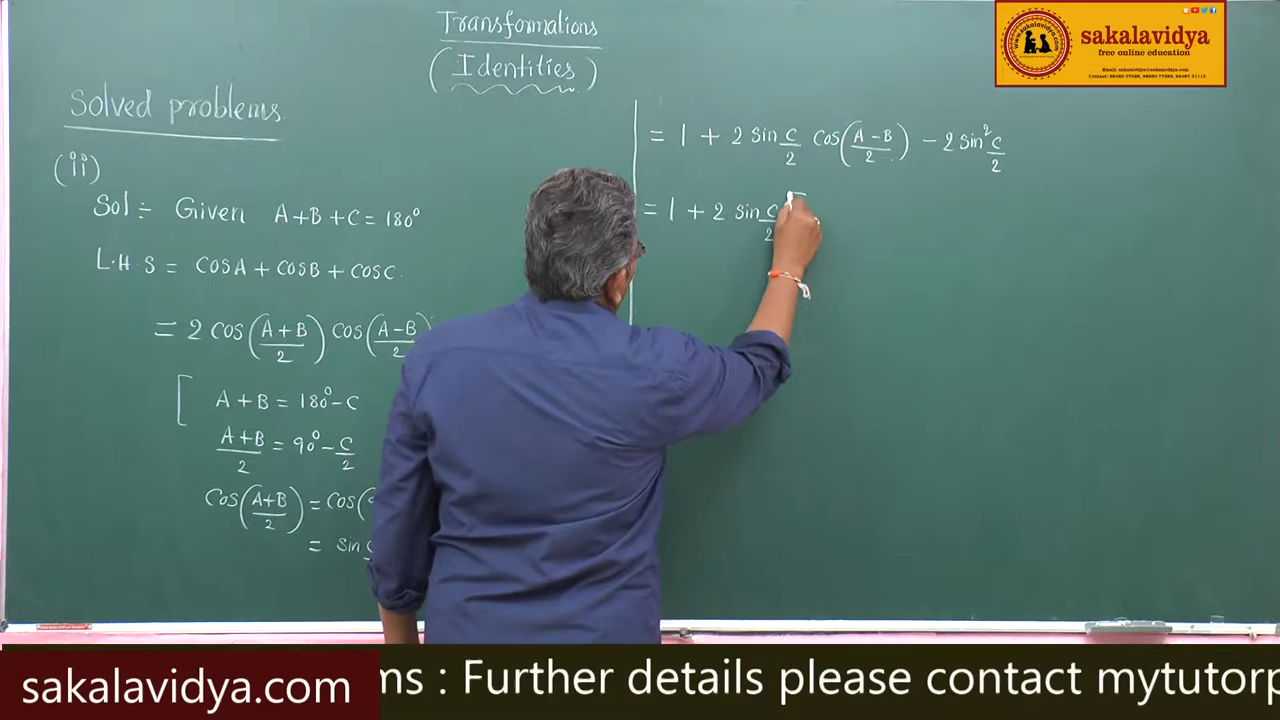 Transformations
(Identities)
sakalavidya
free online education
Solved problems
(ii)
Sol:- Given A+B+C = 180°
L.H.S = cosA + cosB + cosC
= 2 cos((A+B)/2) cos((A-B)/2)
[ A+B = 180° - C
(A+B)/2 = 90° - C/2
Cos((A+B)/2) = Cos(
= Sin C
= 1 + 2 Sin C/2 Cos((A-B)/2) - 2 Sin² C/2
= 1 + 2 Sin C/2 [
sakalavidya.com
ms : Further details please contact mytutorp